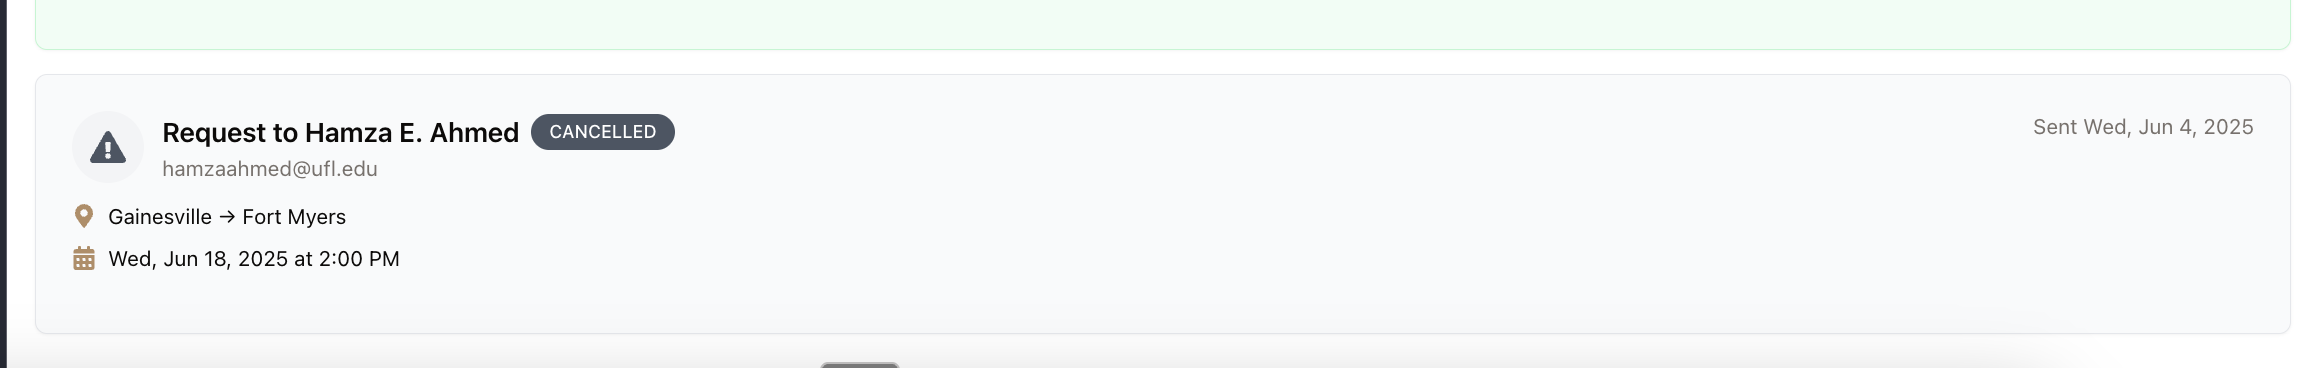 Request to Hamza E. Ahmed CANCELLED
Sent Wed, Jun 4, 2025
hamzaahmed@ufl.edu
Gainesville → Fort Myers
Wed, Jun 18, 2025 at 2:00 PM